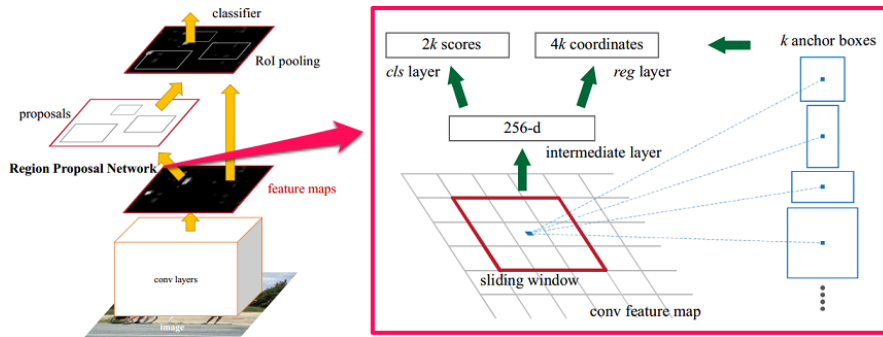 classifier
RoI pooling
proposals
Region Proposal Network
feature maps
conv layers
image
2k scores
4k coordinates
k anchor boxes
cls layer
reg layer
256-d
intermediate layer
sliding window
conv feature map